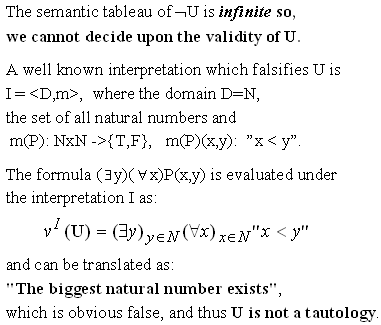 The semantic tableau of ¬U is infinite so,
we cannot decide upon the validity of U.
A well known interpretation which falsifies U is
I = <D,m>, where the domain D=N,
the set of all natural numbers and
m(P): NxN ->{T,F}, m(P)(x,y): "x < y".
The formula (∃y)(∀x)P(x,y) is evaluated under
the interpretation I as:
v^I (U) = (∃y)_{y∈N} (∀x)_{x∈N} "x < y"
and can be translated as:
"The biggest natural number exists",
which is obvious false, and thus U is not a tautology.